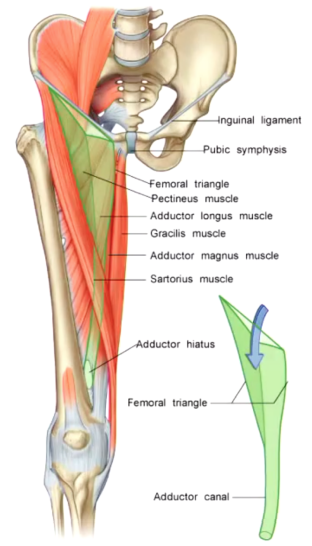 Inguinal ligament
Pubic symphysis
Femoral triangle
Pectineus muscle
Adductor longus muscle
Gracilis muscle
Adductor magnus muscle
Sartorius muscle
Adductor hiatus
Femoral triangle
Adductor canal